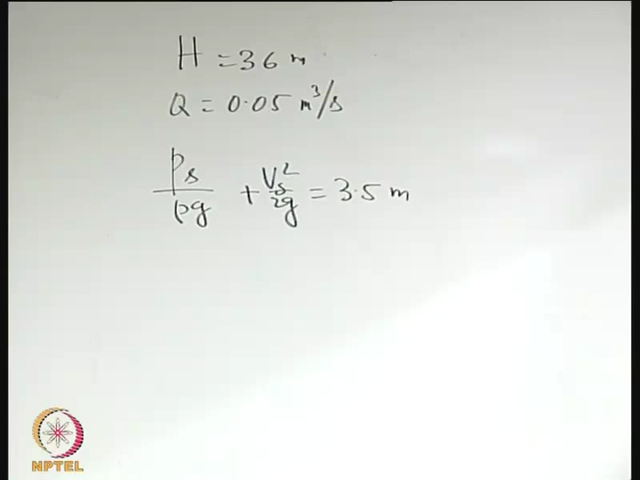 H = 36 m
Q = 0.05 m³/s
Ps/ρg + Vs²/2g = 3.5 m
NPTEL